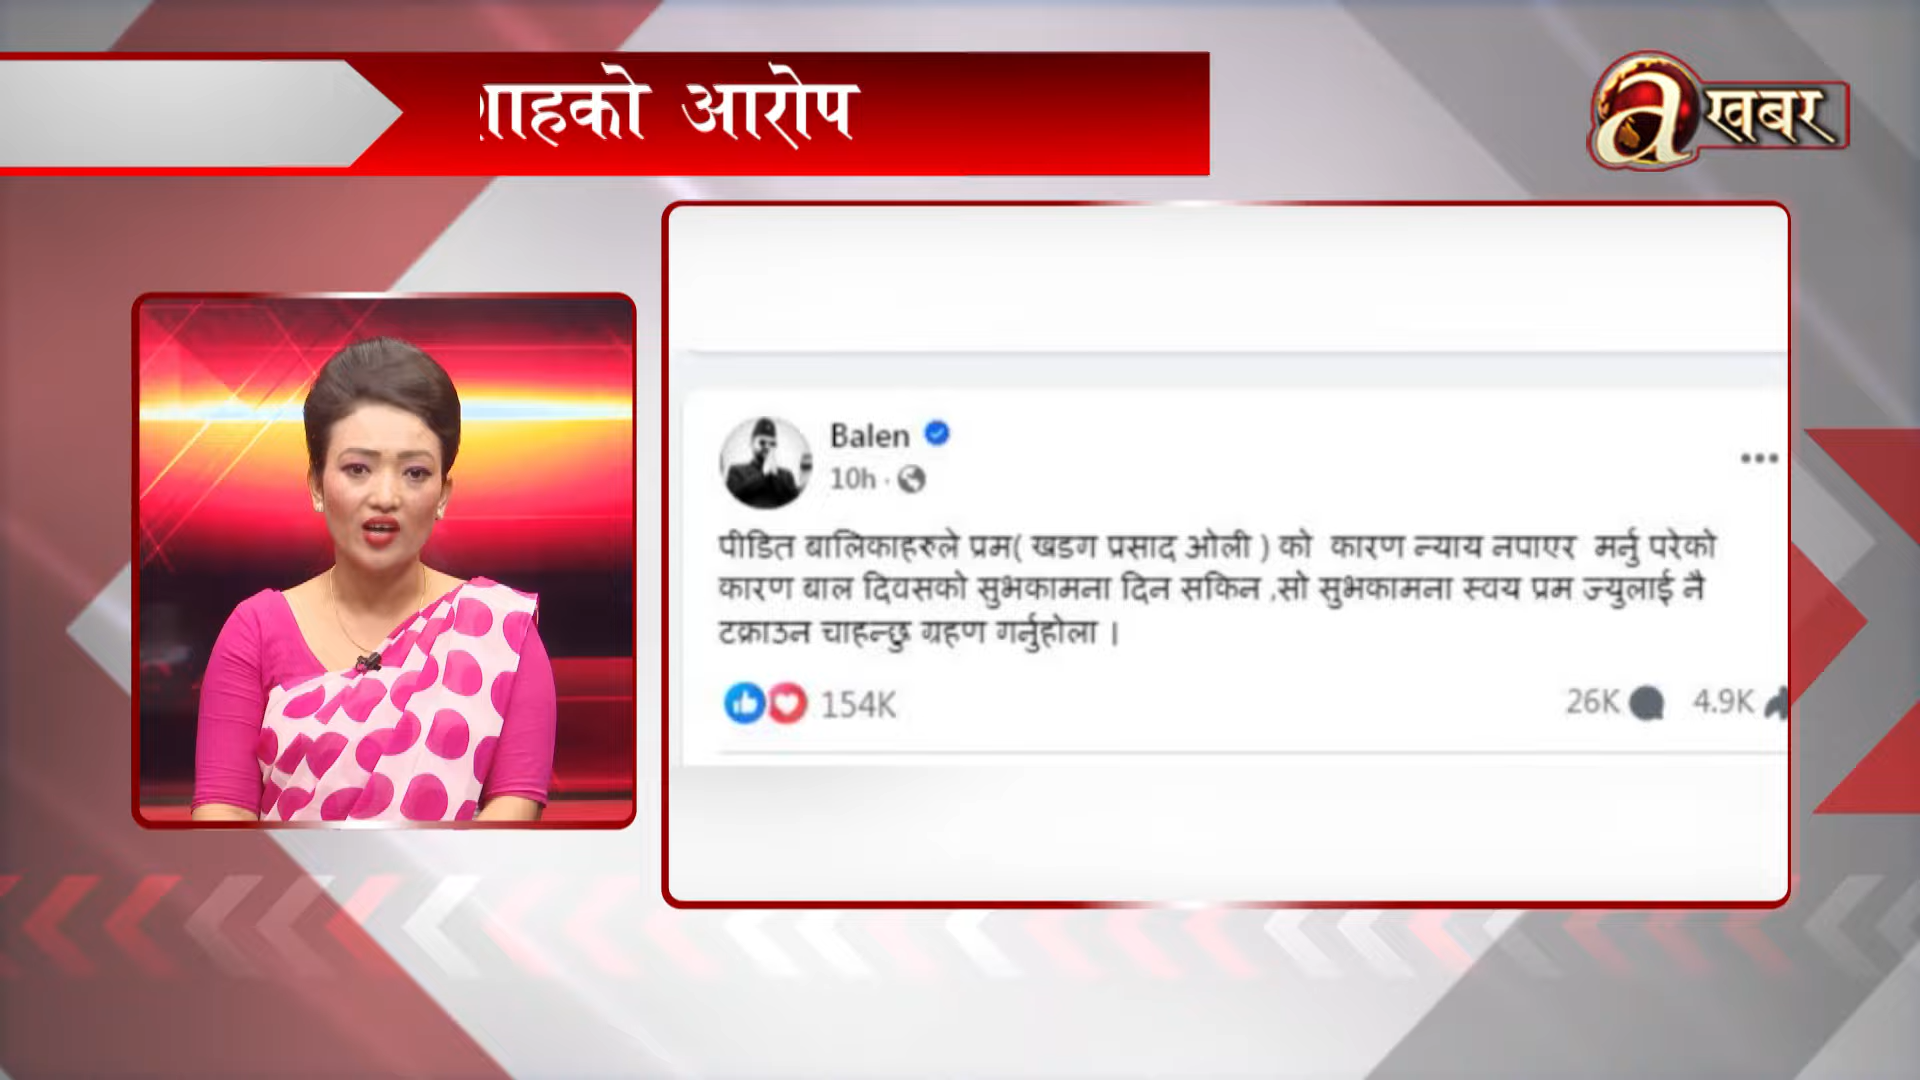 शाहको आरोप
a खबर
Balen
10h
पीडित बालिकाहरुले प्रम( खडग प्रसाद ओली ) को कारण न्याय नपाएर मर्नु परेको
कारण बाल दिवसको सुभकामना दिन सकिन ,सो सुभकामना स्वय प्रम ज्युलाई नै
टक्राउन चाहन्छु ग्रहण गर्नुहोला ।
154K
26K 4.9K